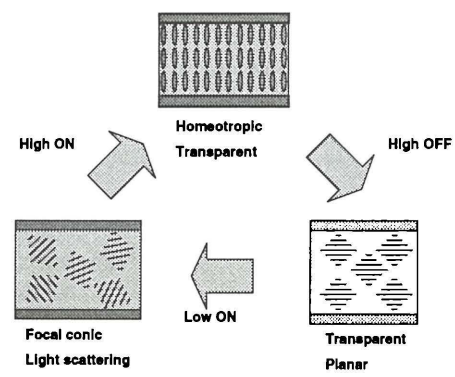 Homeotropic
Transparent
High ON
High OFF
Low ON
Focal conic
Light scattering
Transparent
Planar